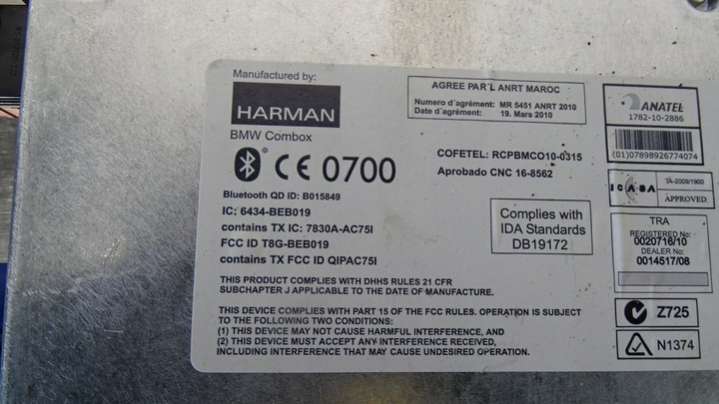 Manufactured by:
HARMAN
BMW Combox
CE 0700
Bluetooth QD ID: B015849
IC: 6434-BEB019
contains TX IC: 7830A-AC75I
FCC ID T8G-BEB019
contains TX FCC ID QIPAC75I
AGREE PAR'L ANRT MAROC
Numero d'agrément: MR 5451 ANRT 2010
Date d'agrément: 19. Mars 2010
COFETEL: RCPBMCO10-0315
Aprobado CNC 16-8562
Complies with
IDA Standards
DB19172
THIS PRODUCT COMPLIES WITH DHHS RULES 21 CFR
SUBCHAPTER J APPLICABLE TO THE DATE OF MANUFACTURE.
THIS DEVICE COMPLIES WITH PART 15 OF THE FCC RULES. OPERATION IS SUBJECT
TO THE FOLLOWING TWO CONDITIONS:
(1) THIS DEVICE MAY NOT CAUSE HARMFUL INTERFERENCE, AND
(2) THIS DEVICE MUST ACCEPT ANY INTERFERENCE RECEIVED,
INCLUDING INTERFERENCE THAT MAY CAUSE UNDESIRED OPERATION.
ANATEL
1782-10-2886
(01)07898926774074
ICASA
TA-2009/1900
APPROVED
TRA
REGISTERED No:
0020716/10
DEALER No:
0014517/08
Z725
N1374